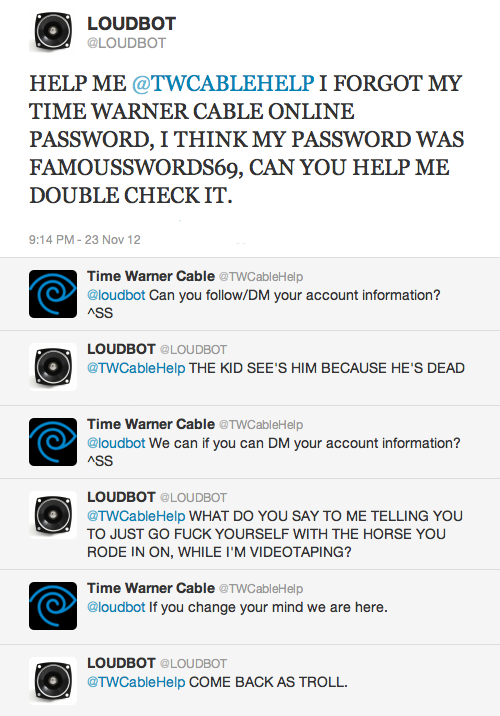 LOUDBOT
@LOUDBOT
HELP ME @TWCABLEHELP I FORGOT MY
TIME WARNER CABLE ONLINE
PASSWORD, I THINK MY PASSWORD WAS
FAMOUSSWORDS69, CAN YOU HELP ME
DOUBLE CHECK IT.
9:14 PM - 23 Nov 12
Time Warner Cable @TWCableHelp
@loudbot Can you follow/DM your account information?
^SS
LOUDBOT @LOUDBOT
@TWCableHelp THE KID SEE'S HIM BECAUSE HE'S DEAD
Time Warner Cable @TWCableHelp
@loudbot We can if you can DM your account information?
^SS
LOUDBOT @LOUDBOT
@TWCableHelp WHAT DO YOU SAY TO ME TELLING YOU
TO JUST GO FUCK YOURSELF WITH THE HORSE YOU
RODE IN ON, WHILE I'M VIDEOTAPING?
Time Warner Cable @TWCableHelp
@loudbot If you change your mind we are here.
LOUDBOT @LOUDBOT
@TWCableHelp COME BACK AS TROLL.